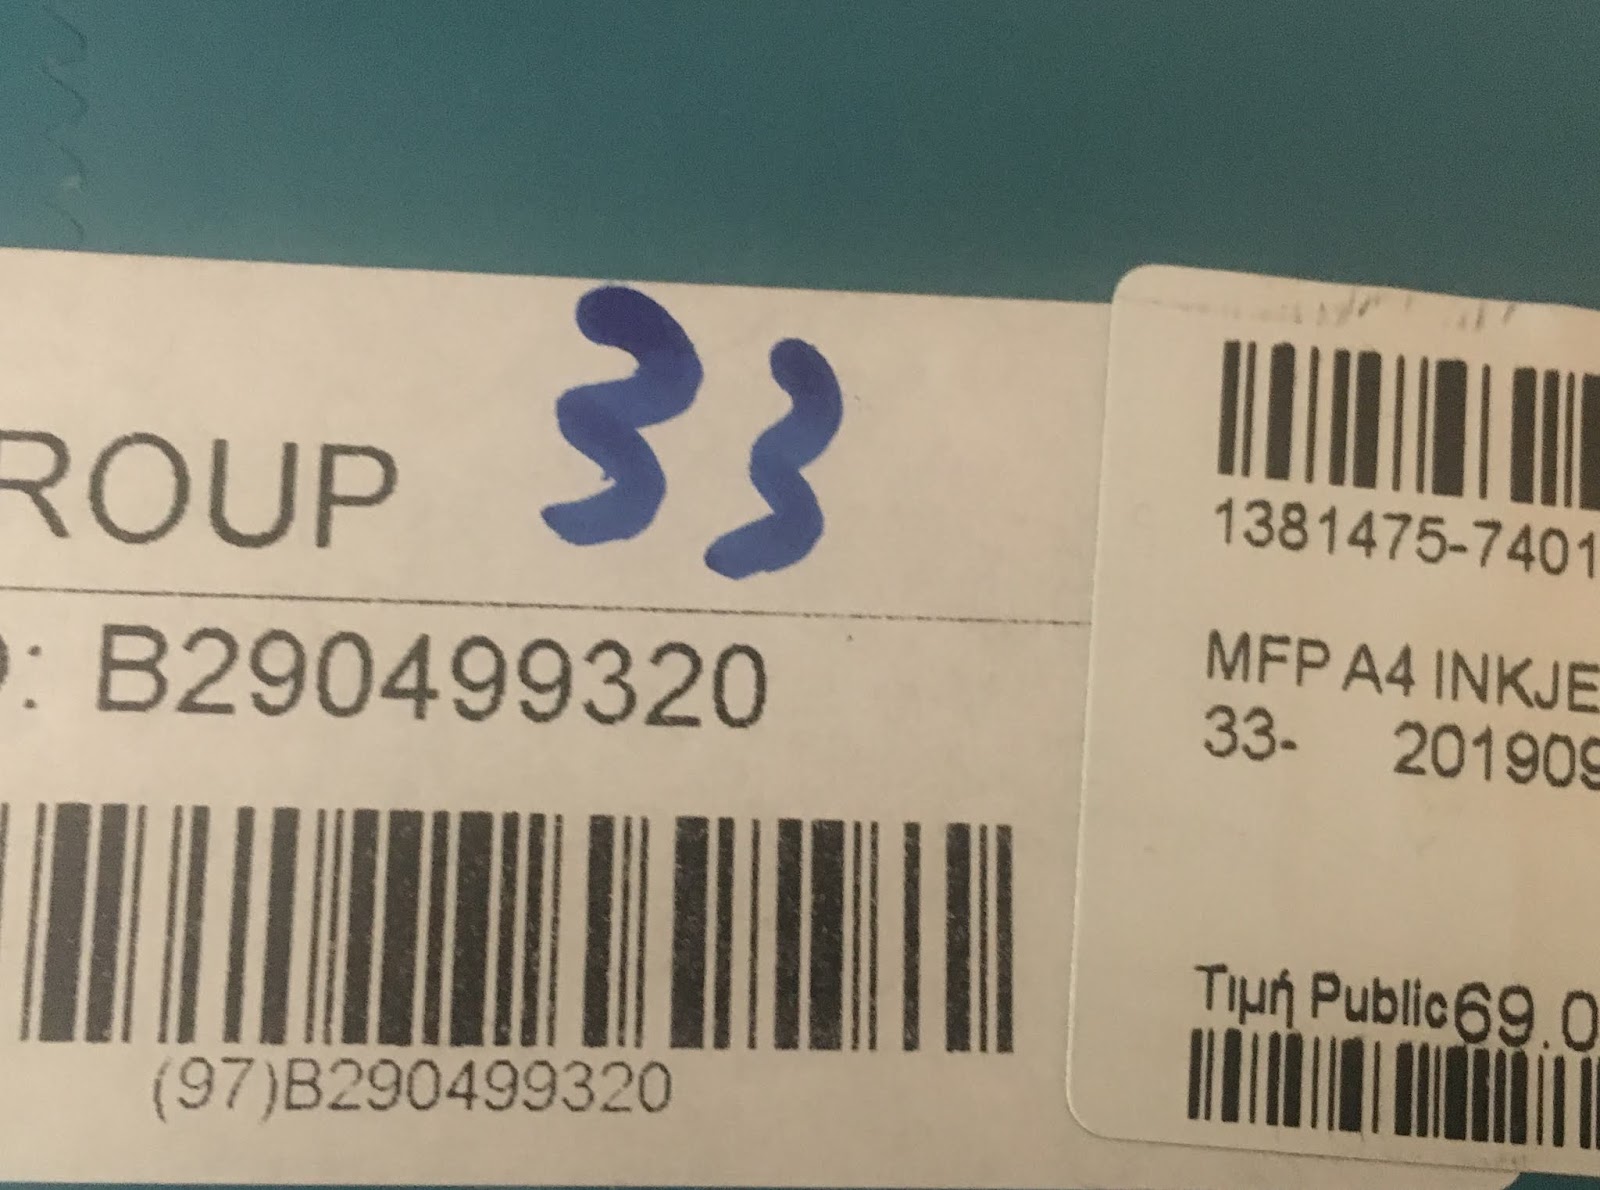 33
ROUP
: B290499320
(97)B290499320
1381475-7401
MFP A4 INKJE
33- 201909
Τιμή Public 69.0